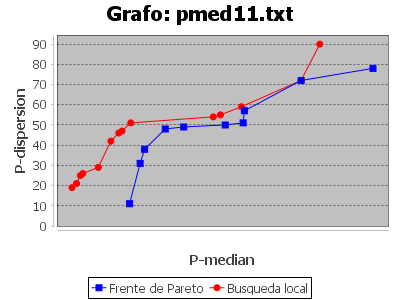 Grafo: pmed11.txt
90
80
70
60
50
40
30
20
10
0
P-dispersion
P-median
Frente de Pareto Busqueda local